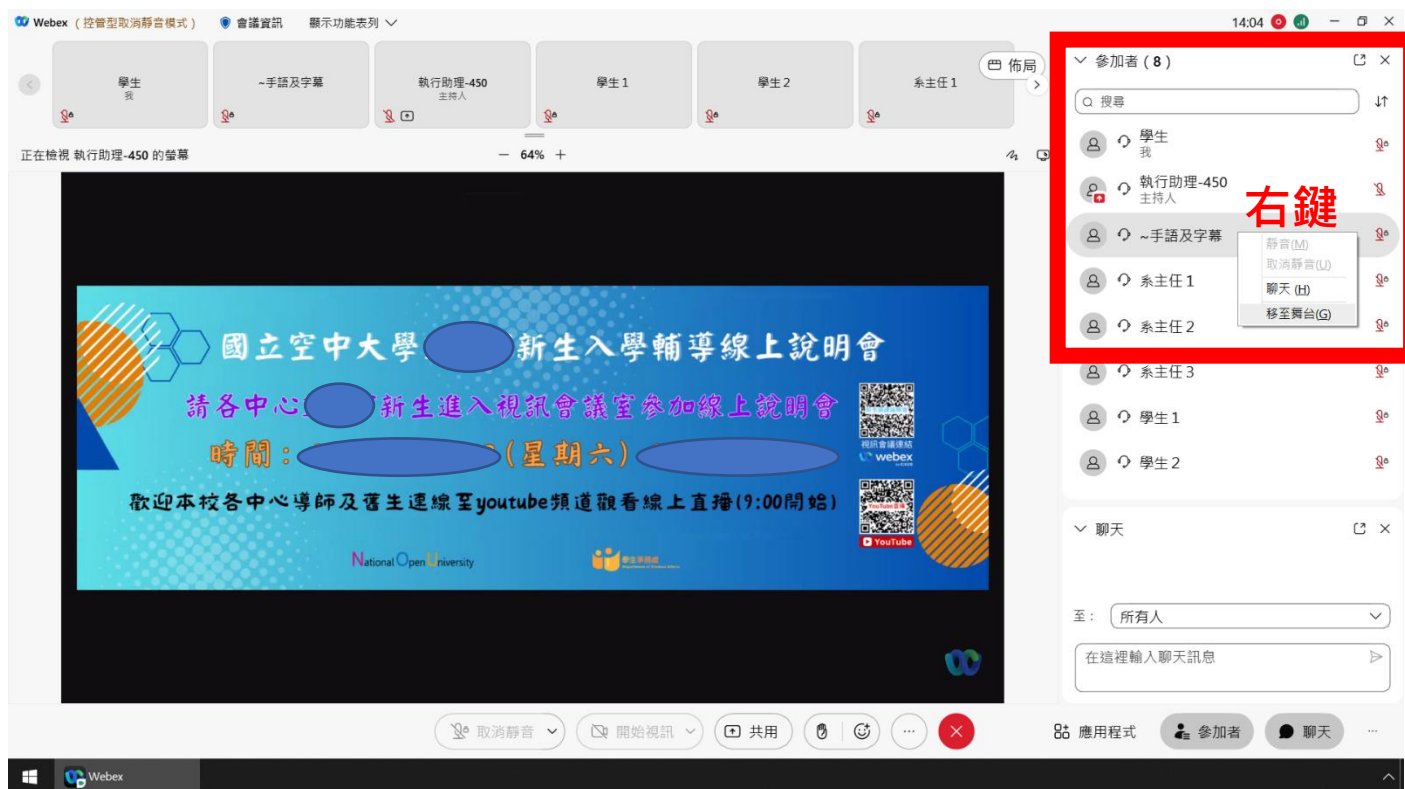 Webex（控管型取消靜音模式） 會議資訊 顯示功能表列 14:04
學生
我
~手語及字幕
執行助理-450
主持人
學生1
學生2
系主任1
佈局
正在檢視 執行助理-450 的螢幕
64%
國立空中大學 新生入學輔導線上說明會
請各中心 新生進入視訊會議室參加線上說明會
時間： (星期六)
歡迎本校各中心導師及舊生連線至youtube頻道觀看線上直播(9:00開始)
視訊會議連結
webex
YouTube直播
YouTube
National Open University
學生事務處
參加者 (8)
搜尋
學生
我
執行助理-450
主持人
右鍵
~手語及字幕
系主任1
系主任2
系主任3
學生1
學生2
靜音(M)
取消靜音(U)
聊天 (H)
移至舞台(G)
聊天
至： 所有人
在這裡輸入聊天訊息
取消靜音 開始視訊 共用 應用程式 參加者 聊天
Webex